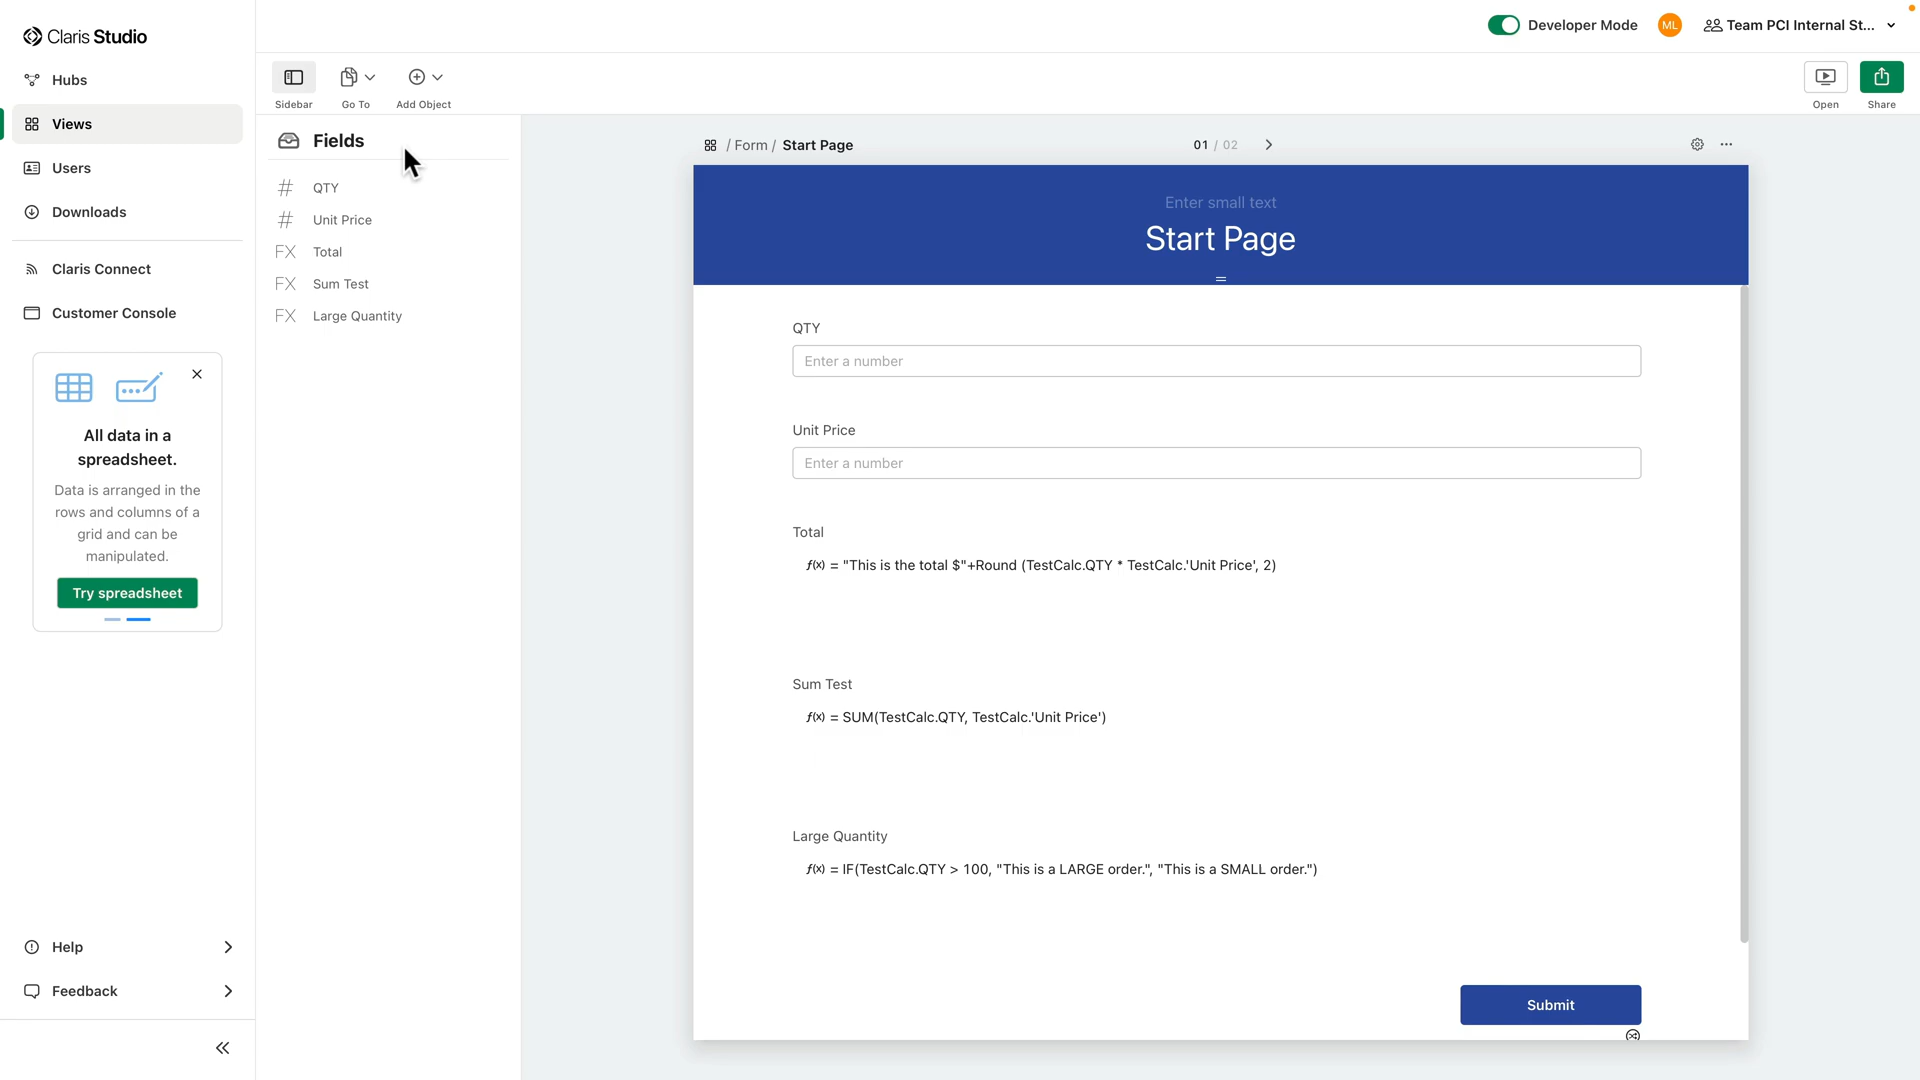 Claris Studio
Hubs
Views
Users
Downloads
Claris Connect
Customer Console
All data in a
spreadsheet.
Data is arranged in the
rows and columns of a
grid and can be
manipulated.
Try spreadsheet
Help
Feedback
Developer Mode
ML
Team PCI Internal St...
Sidebar
Go To
Add Object
Open
Share
Fields
# QTY
# Unit Price
FX Total
FX Sum Test
FX Large Quantity
/ Form / Start Page
01 / 02
Enter small text
Start Page
QTY
Enter a number
Unit Price
Enter a number
Total
f(x) = "This is the total $"+Round (TestCalc.QTY * TestCalc.'Unit Price', 2)
Sum Test
f(x) = SUM(TestCalc.QTY, TestCalc.'Unit Price')
Large Quantity
f(x) = IF(TestCalc.QTY > 100, "This is a LARGE order.", "This is a SMALL order.")
Submit